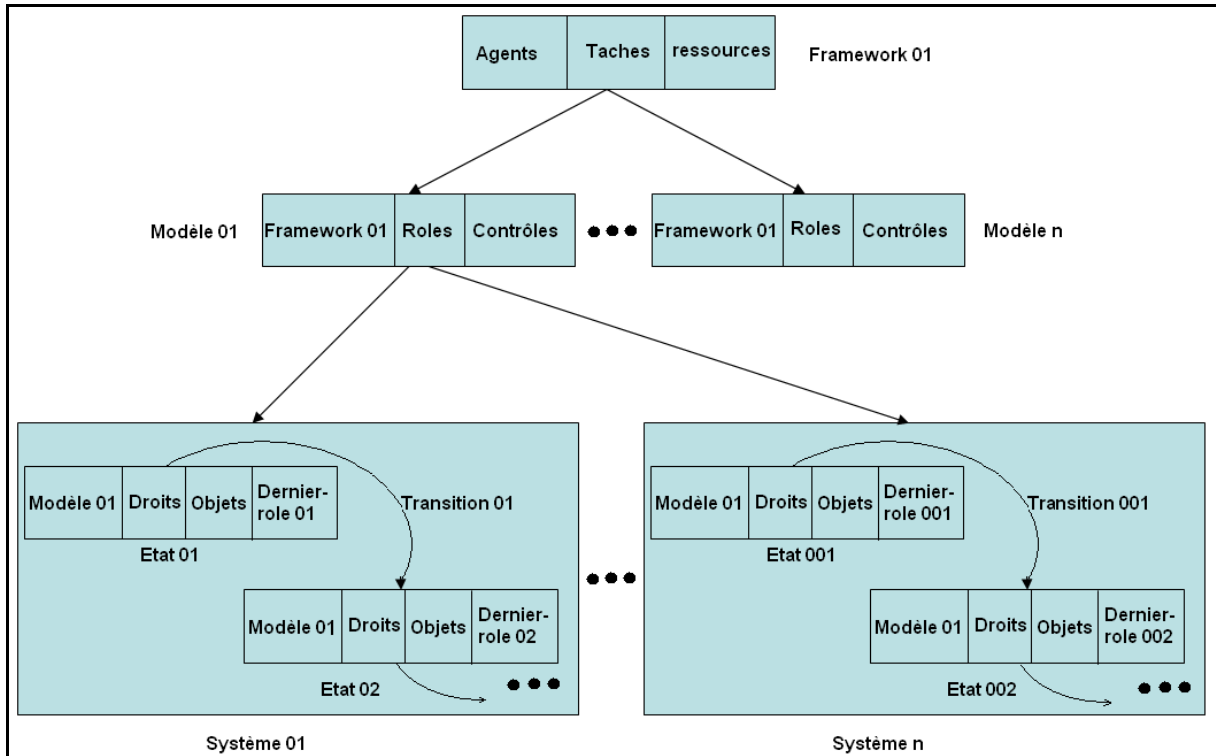 Agents Taches ressources Framework 01
Modèle 01 Framework 01 Roles Contrôles Framework 01 Roles Contrôles Modèle n
Modèle 01 Droits Objets Dernier-
role 01
Transition 01
Etat 01
Modèle 01 Droits Objets Dernier-
role 02
Etat 02
Système 01
Modèle 01 Droits Objets Dernier-
role 001
Transition 001
Etat 001
Modèle 01 Droits Objets Dernier-
role 002
Etat 002
Système n